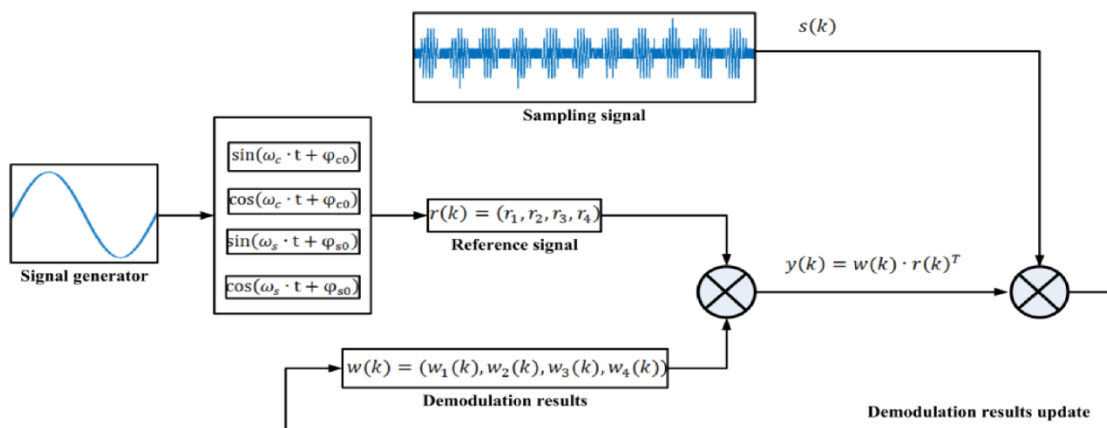 s(k)
Sampling signal
sin(ω_c · t + φ_c0)
cos(ω_c · t + φ_c0)
sin(ω_s · t + φ_s0)
cos(ω_s · t + φ_s0)
Signal generator
r(k) = (r_1, r_2, r_3, r_4)
Reference signal
y(k) = w(k) · r(k)^T
w(k) = (w_1(k), w_2(k), w_3(k), w_4(k))
Demodulation results
Demodulation results update